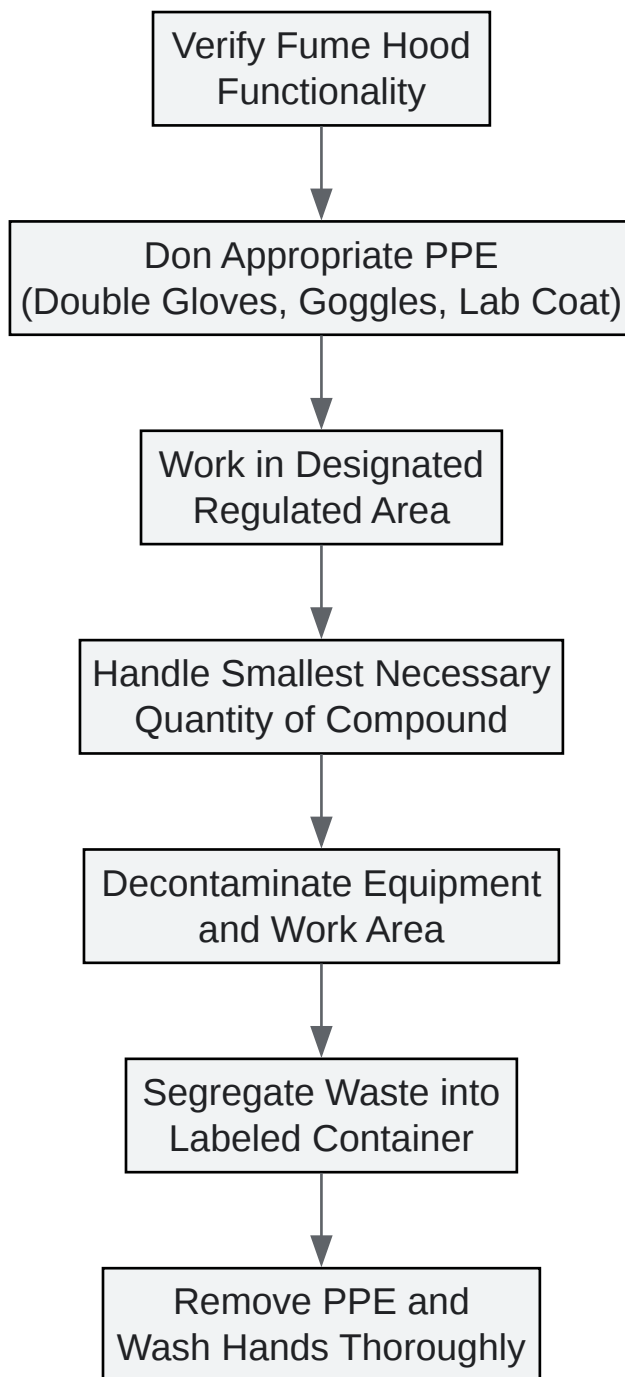 Verify Fume Hood
Functionality
Don Appropriate PPE
(Double Gloves, Goggles, Lab Coat)
Work in Designated
Regulated Area
Handle Smallest Necessary
Quantity of Compound
Decontaminate Equipment
and Work Area
Segregate Waste into
Labeled Container
Remove PPE and
Wash Hands Thoroughly